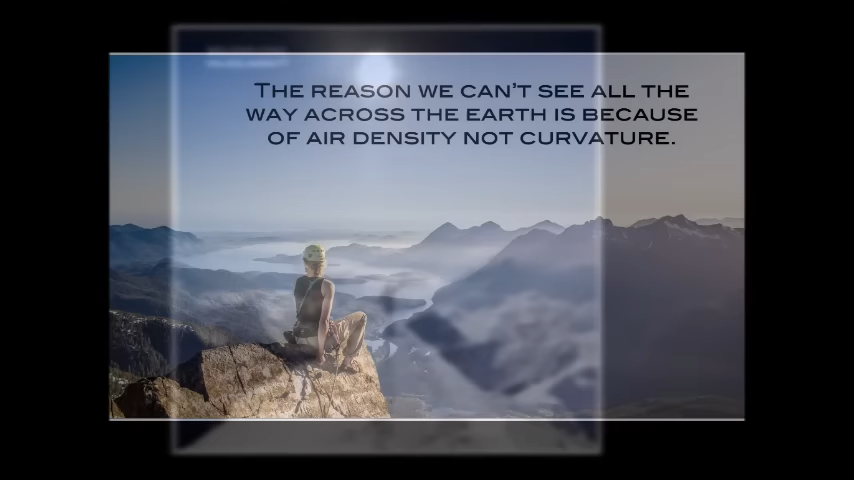 THE REASON WE CAN'T SEE ALL THE
WAY ACROSS THE EARTH IS BECAUSE
OF AIR DENSITY NOT CURVATURE.